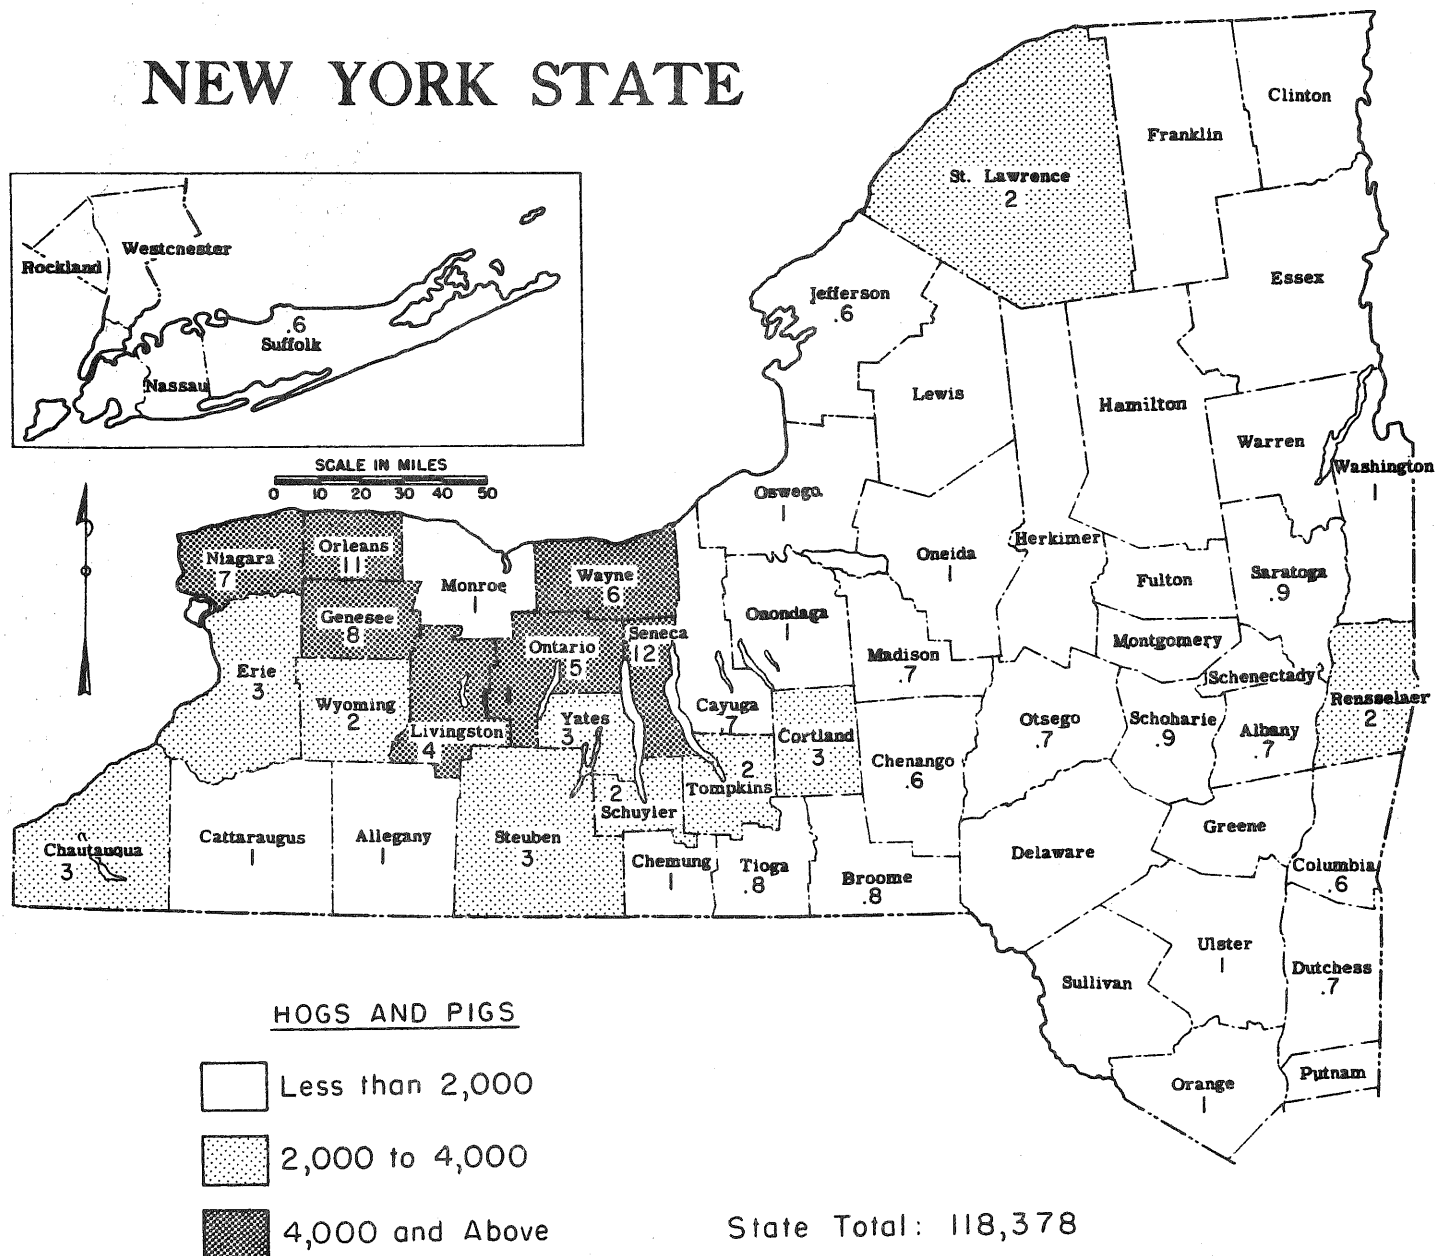 NEW YORK STATE
Clinton
Franklin
St. Lawrence
2
Essex
Westchester
Rockland
.6
Suffolk
Nassau
Jefferson
.6
Lewis
Hamilton
Warren
Washington
1
SCALE IN MILES
0 10 20 30 40 50
Oswego
1
Herkimer
Oneida
1
Fulton
Saratoga
.9
Niagara
7
Orleans
11
Monroe
1
Wayne
6
Genesee
8
Onondaga
1
Montgomery
Ontario
5
Seneca
12
Madison
.7
Schenectady
Erie
3
Wyoming
2
Livingston
4
Yates
3
Cayuga
7
Cortland
3
Otsego
.7
Schoharie
.9
Albany
.7
Rensselaer
2
Chenango
.6
2
Tompkins
2
Schuyler
Cattaraugus
1
Allegany
1
Steuben
3
Chautauqua
3
Chemung
1
Tioga
.8
Broome
.8
Delaware
Greene
Columbia
.6
Ulster
1
Sullivan
Dutchess
.7
Orange
1
Putnam
HOGS AND PIGS
Less than 2,000
2,000 to 4,000
4,000 and Above
State Total: 118,378